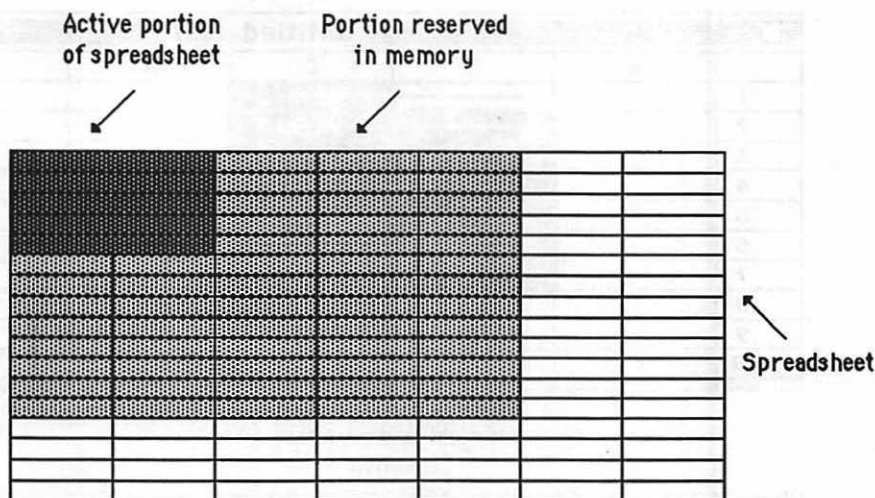 Active portion
of spreadsheet
Portion reserved
in memory
Spreadsheet